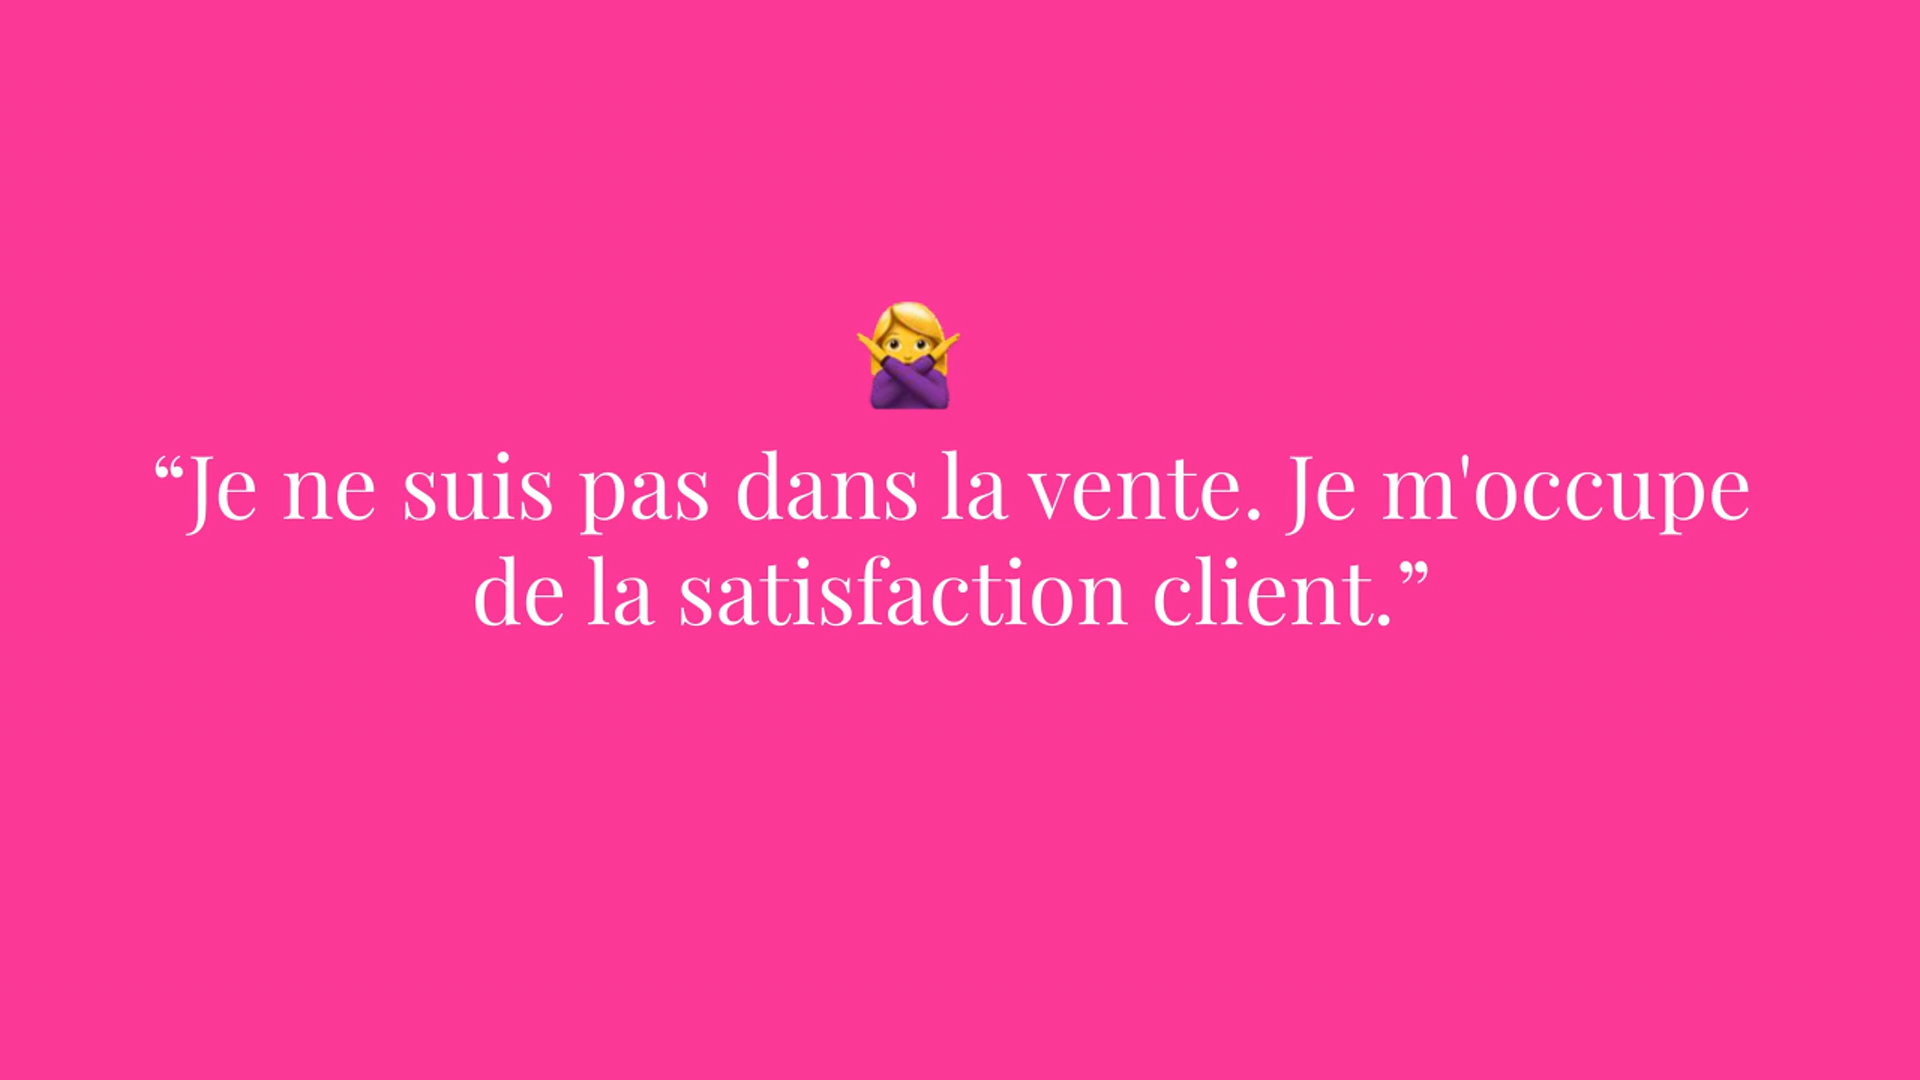 “Je ne suis pas dans la vente. Je m'occupe
de la satisfaction client.”